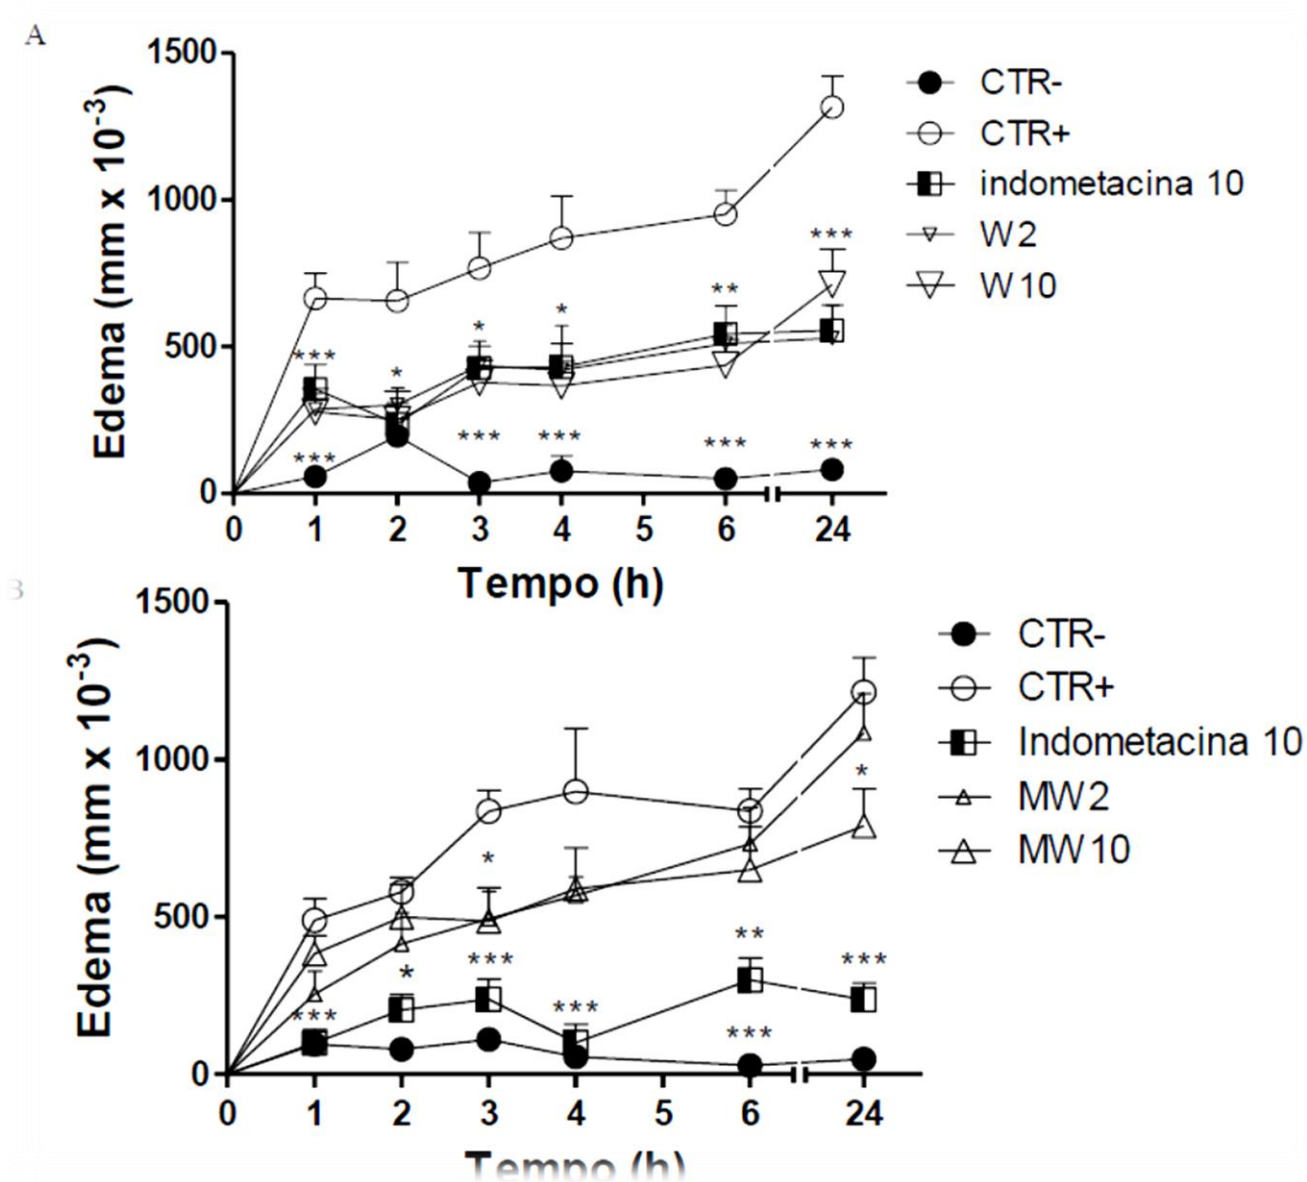 A
1500
1000
500
0
Edema (mm x 10-3)
***
***
*
*
***
*
***
**
***
***
***
0 1 2 3 4 5 6 24
Tempo (h)
CTR-
CTR+
indometacina 10
W2
W10
B
1500
1000
500
0
Edema (mm x 10-3)
***
*
*
***
***
**
***
*
***
0 1 2 3 4 5 6 24
Tempo (h)
CTR-
CTR+
Indometacina 10
MW2
MW10